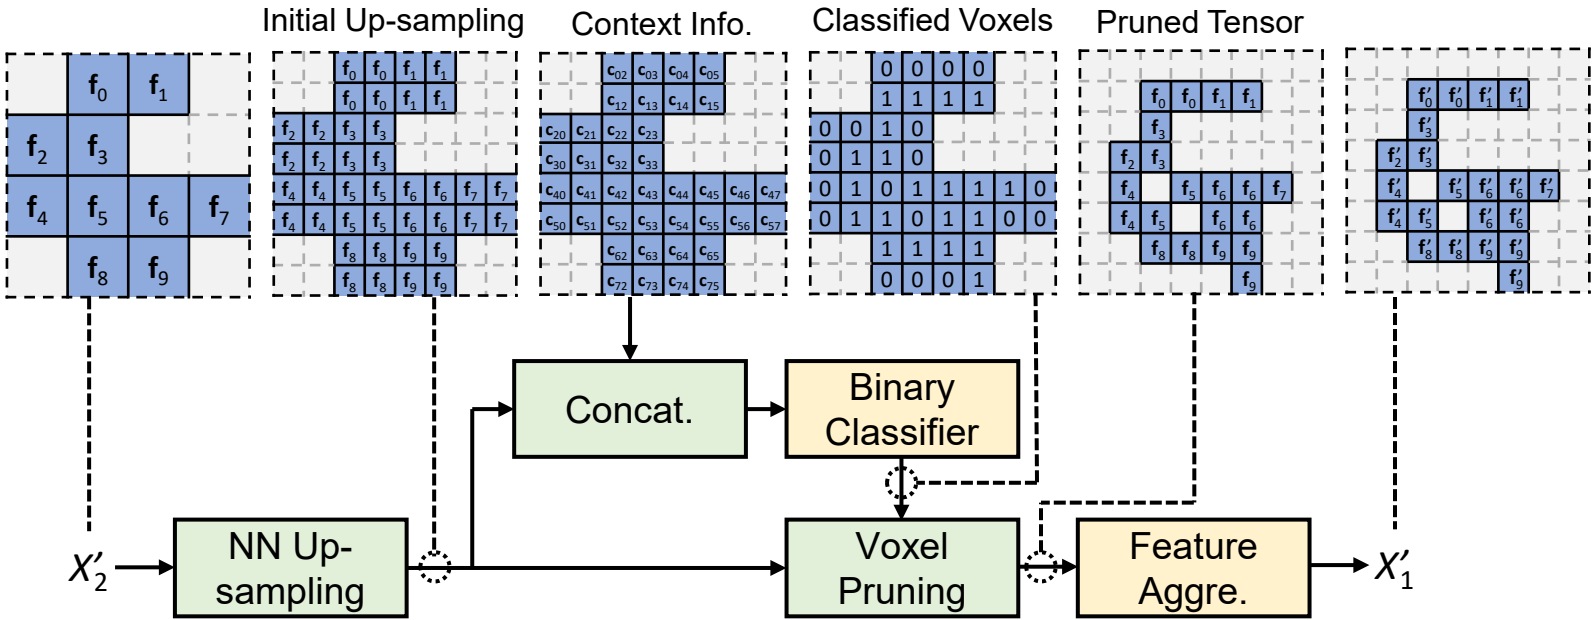 f0 f1
f2 f3
f4 f5 f6 f7
f8 f9
Initial Up-sampling
f0 f0 f1 f1
f0 f0 f1 f1
f2 f2 f3 f3
f2 f2 f3 f3
f4 f4 f5 f5 f6 f6 f7 f7
f4 f4 f5 f5 f6 f6 f7 f7
f8 f8 f9 f9
f8 f8 f9 f9
Context Info.
c02 c03 c04 c05
c12 c13 c14 c15
c20 c21 c22 c23
c30 c31 c32 c33
c40 c41 c42 c43 c44 c45 c46 c47
c50 c51 c52 c53 c54 c55 c56 c57
c62 c63 c64 c65
c72 c73 c74 c75
Classified Voxels
0 0 0 0
1 1 1 1
0 0 1 0
0 1 1 0
0 1 0 1 1 1 1 0
0 1 1 0 1 1 0 0
1 1 1 1
0 0 0 1
Pruned Tensor
f0 f0 f1 f1
f3
f2 f3
f4 f5 f6 f6 f7
f4 f5 f6 f6
f8 f8 f9 f9
f9
f′0 f′0 f′1 f′1
f′3
f′2 f′3
f′4 f′5 f′6 f′6 f′7
f′4 f′5 f′6 f′6
f′8 f′8 f′9 f′9
f′9
Concat.
Binary
Classifier
X′2
NN Up-
sampling
Voxel
Pruning
Feature
Aggre.
X′1